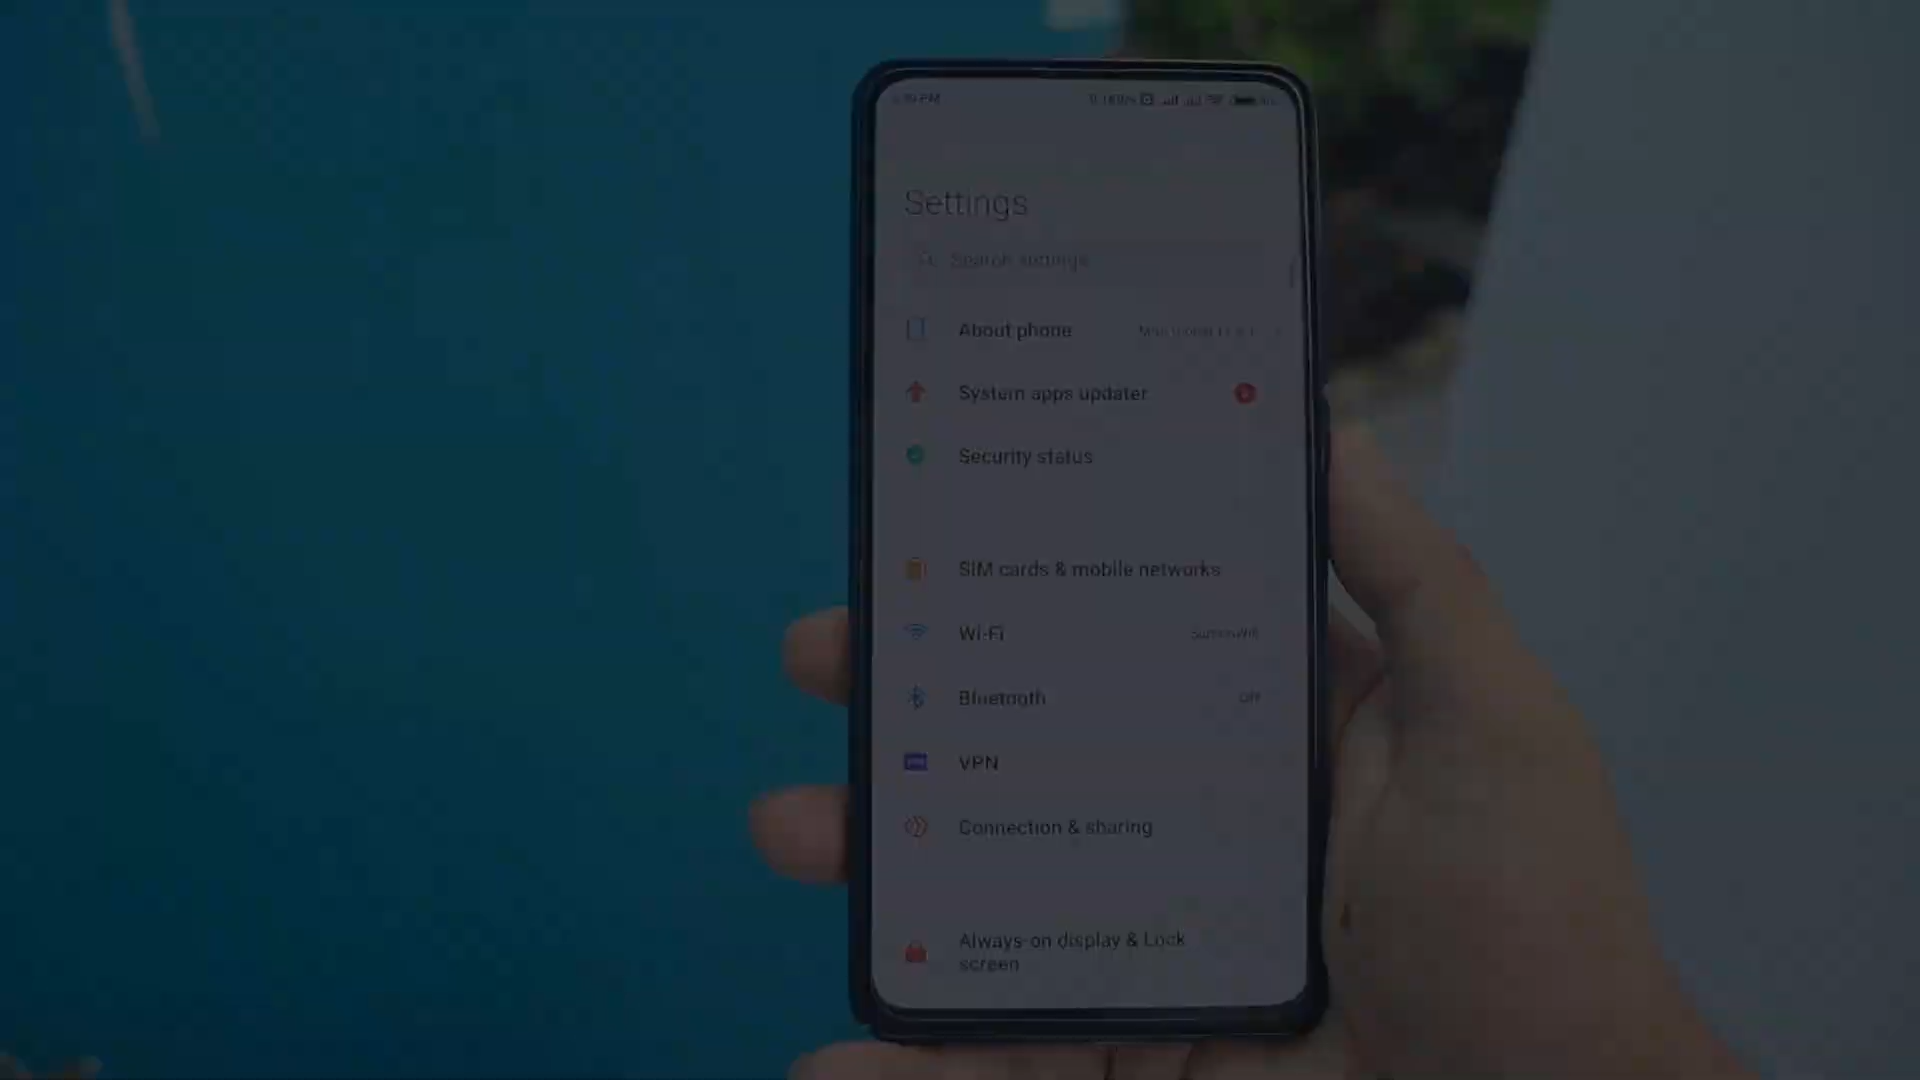 Settings
Search settings
About phone
System apps updater
Security status
SIM cards & mobile networks
Wi-Fi
Bluetooth Off
VPN
Connection & sharing
Always-on display & Lock
screen